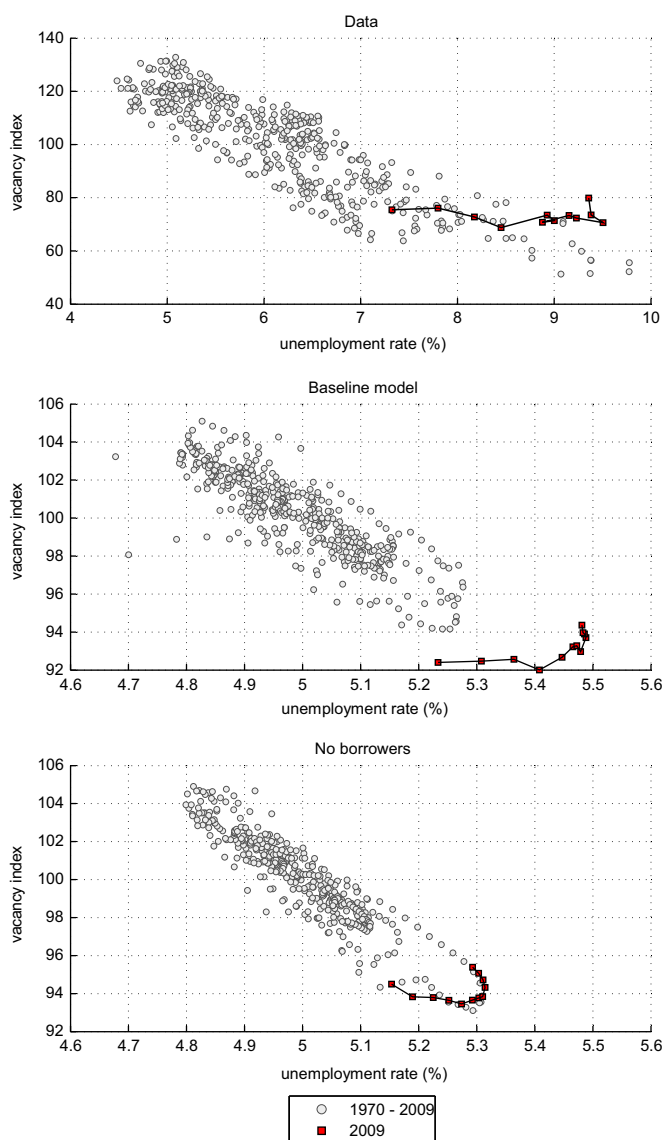 Data
140
120
100
80
60
40
vacancy index
4 5 6 7 8 9 10
unemployment rate (%)
Baseline model
106
104
102
100
98
96
94
92
vacancy index
4.6 4.7 4.8 4.9 5 5.1 5.2 5.3 5.4 5.5 5.6
unemployment rate (%)
No borrowers
106
104
102
100
98
96
94
92
vacancy index
4.6 4.7 4.8 4.9 5 5.1 5.2 5.3 5.4 5.5 5.6
unemployment rate (%)
1970 - 2009
2009